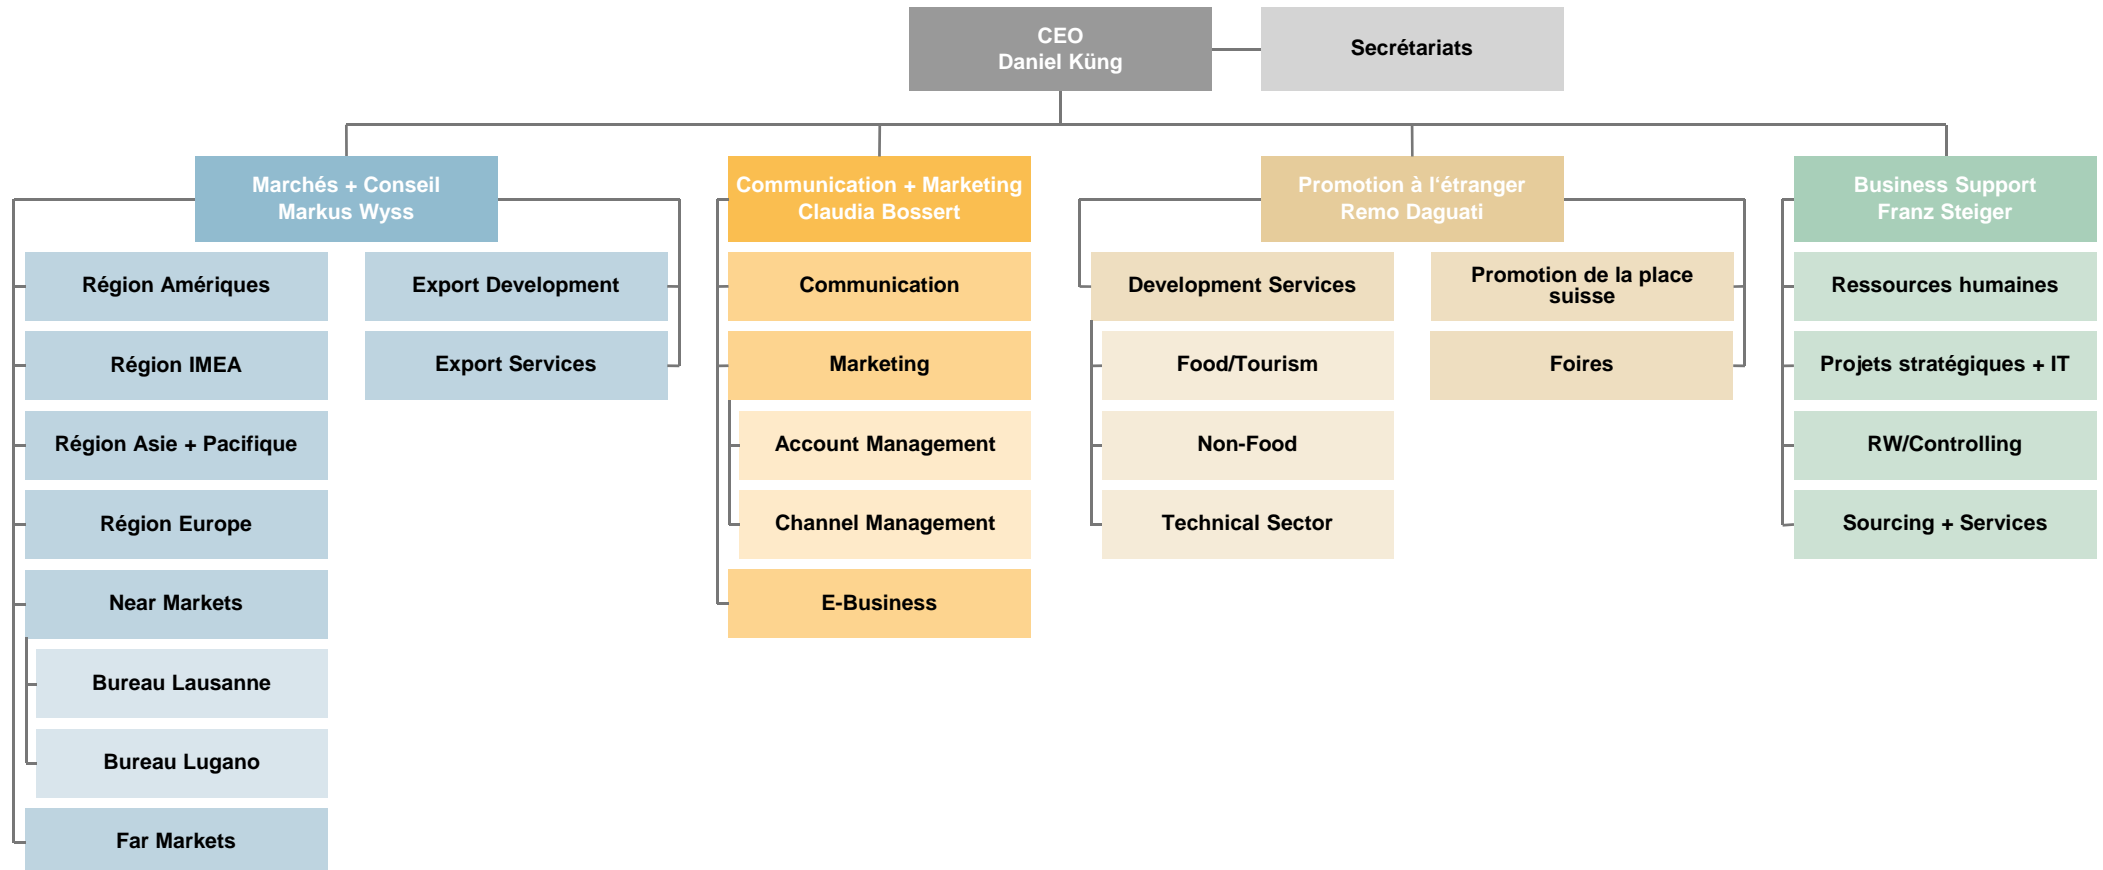 CEO
Daniel Küng
Secrétariats
Marchés + Conseil
Markus Wyss
Communication + Marketing
Claudia Bossert
Promotion à l‘étranger
Remo Daguati
Business Support
Franz Steiger
Région Amériques
Région IMEA
Région Asie + Pacifique
Région Europe
Near Markets
Bureau Lausanne
Bureau Lugano
Far Markets
Export Development
Export Services
Communication
Marketing
Account Management
Channel Management
E-Business
Development Services
Food/Tourism
Non-Food
Technical Sector
Promotion de la place
suisse
Foires
Ressources humaines
Projets stratégiques + IT
RW/Controlling
Sourcing + Services